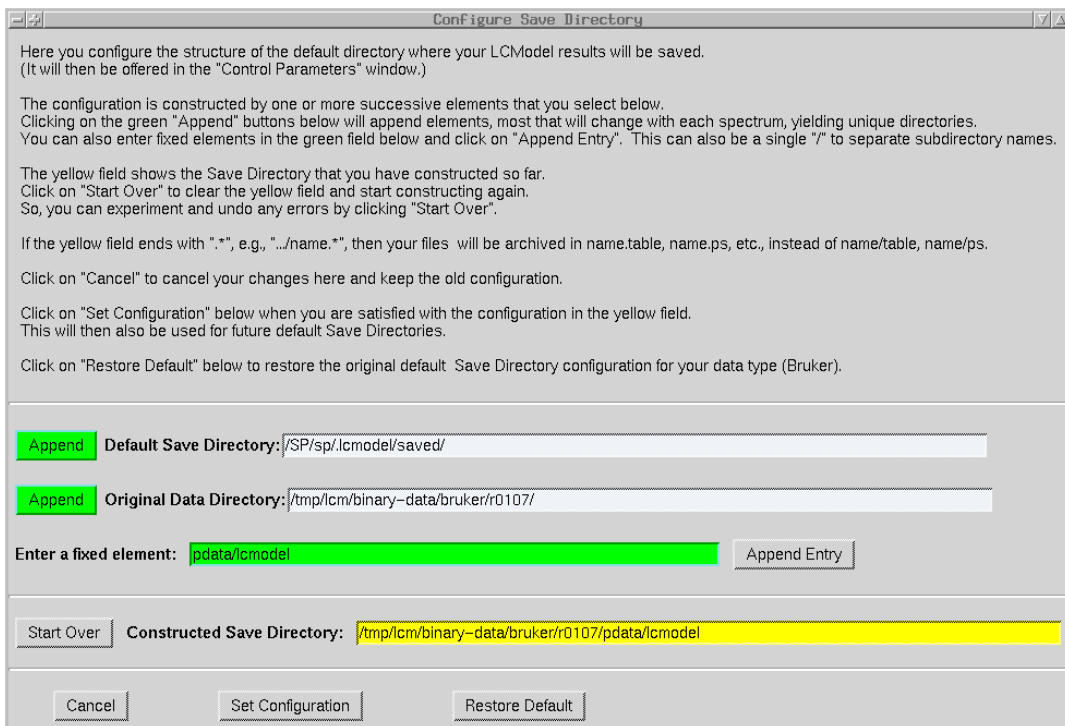 Configure Save Directory
Here you configure the structure of the default directory where your LCModel results will be saved.
(It will then be offered in the "Control Parameters" window.)
The configuration is constructed by one or more successive elements that you select below.
Clicking on the green "Append" buttons below will append elements, most that will change with each spectrum, yielding unique directories.
You can also enter fixed elements in the green field below and click on "Append Entry". This can also be a single "/" to separate subdirectory names.
The yellow field shows the Save Directory that you have constructed so far.
Click on "Start Over" to clear the yellow field and start constructing again.
So, you can experiment and undo any errors by clicking "Start Over".
If the yellow field ends with ".*", e.g., ".../name.*", then your files will be archived in name.table, name.ps, etc., instead of name/table, name/ps.
Click on "Cancel" to cancel your changes here and keep the old configuration.
Click on "Set Configuration" below when you are satisfied with the configuration in the yellow field.
This will then also be used for future default Save Directories.
Click on "Restore Default" below to restore the original default Save Directory configuration for your data type (Bruker).
Append Default Save Directory: /SP/sp/.lcmodel/saved/
Append Original Data Directory: /tmp/lcm/binary-data/bruker/r0107/
Enter a fixed element: pdata/lcmodel Append Entry
Start Over Constructed Save Directory: /tmp/lcm/binary-data/bruker/r0107/pdata/lcmodel
Cancel Set Configuration Restore Default